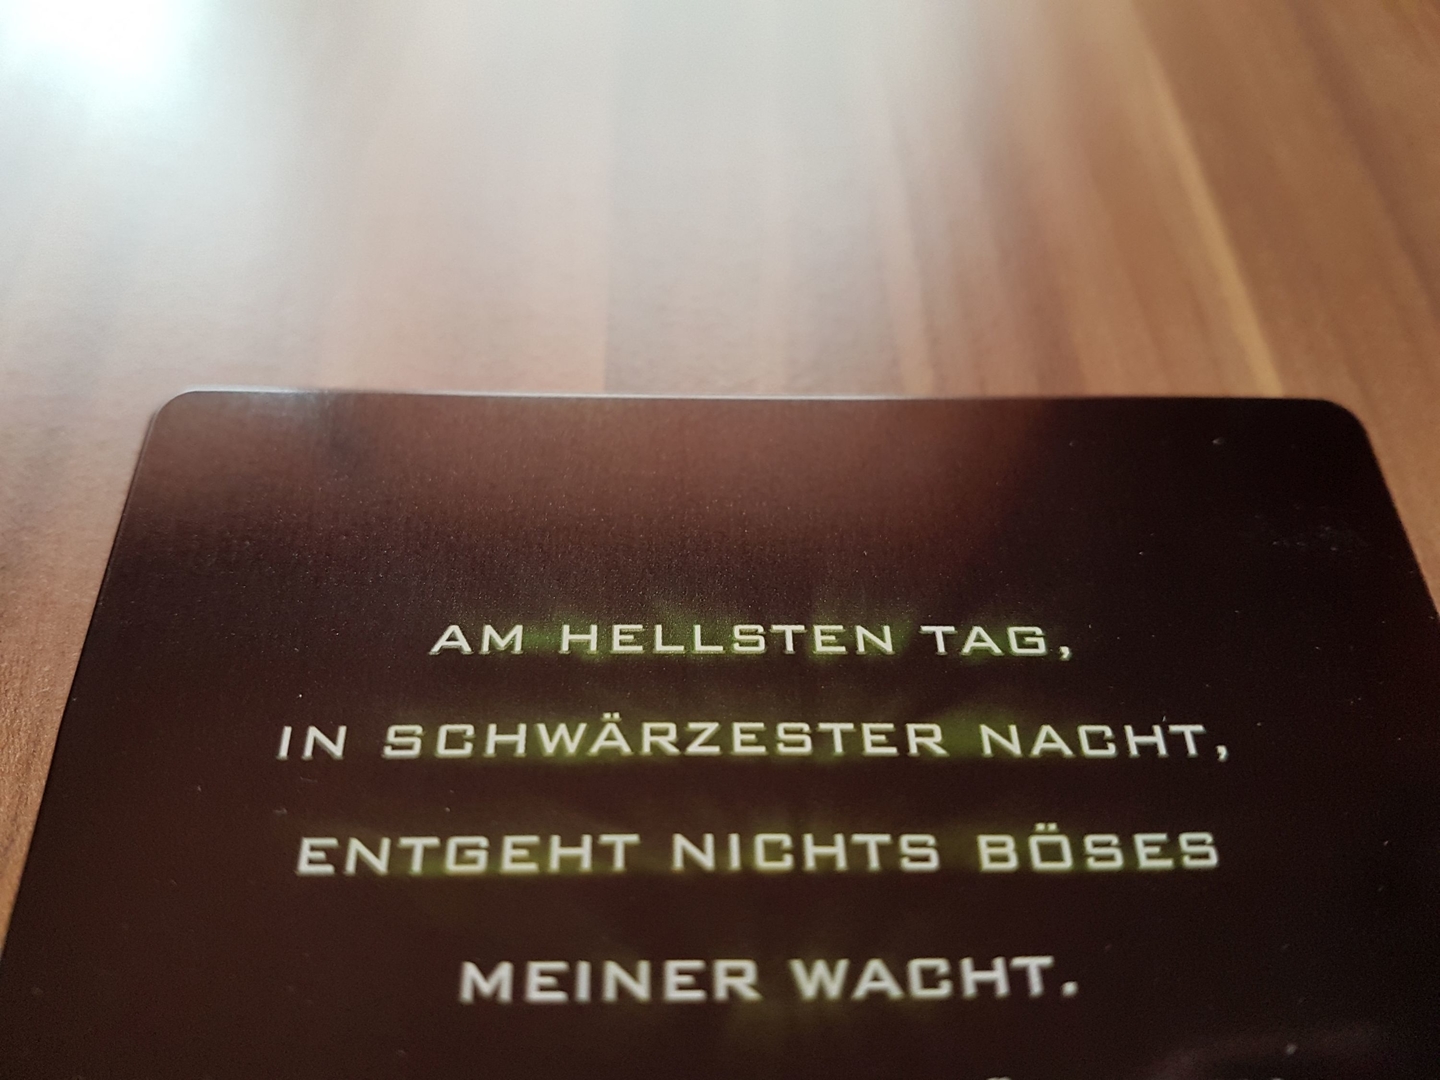 AM HELLSTEN TAG,
IN SCHWÄRZESTER NACHT,
ENTGEHT NICHTS BÖSES
MEINER WACHT.